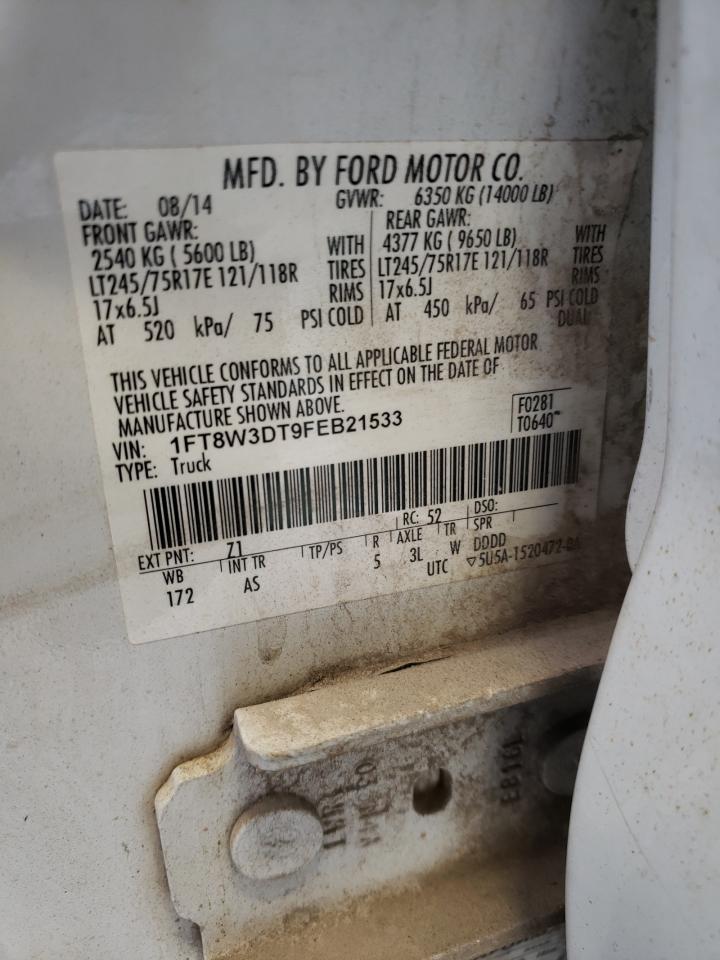 MFD. BY FORD MOTOR CO.
DATE: 08/14 GVWR: 6350 KG (14000 LB)
FRONT GAWR: REAR GAWR:
2540 KG ( 5600 LB) WITH 4377 KG ( 9650 LB) WITH
LT245/75R17E 121/118R TIRES LT245/75R17E 121/118R TIRES
17x6.5J RIMS 17x6.5J RIMS
AT 520 kPa/ 75 PSI COLD AT 450 kPa/ 65 PSI COLD
DUAL
THIS VEHICLE CONFORMS TO ALL APPLICABLE FEDERAL MOTOR
VEHICLE SAFETY STANDARDS IN EFFECT ON THE DATE OF
MANUFACTURE SHOWN ABOVE.
VIN: 1FT8W3DT9FEB21533 F0281
TYPE: Truck T0640
EXT PNT: Z1 RC: 52 DSO:
WB INT TR TP/PS R AXLE TR SPR
172 AS 5 3L W DDDD
UTC ▽5U5A-1520472-